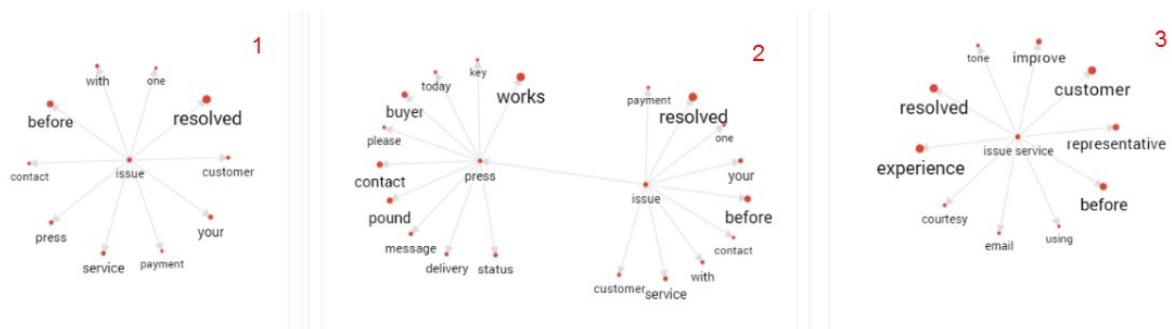 1
with
one
before
resolved
contact
issue
customer
press
your
service
payment
2
key
today
works
buyer
please
contact
press
pound
message
delivery
status
payment
resolved
one
your
issue
before
contact
with
customer
service
3
tone
improve
customer
resolved
representative
issue service
experience
before
courtesy
email
using